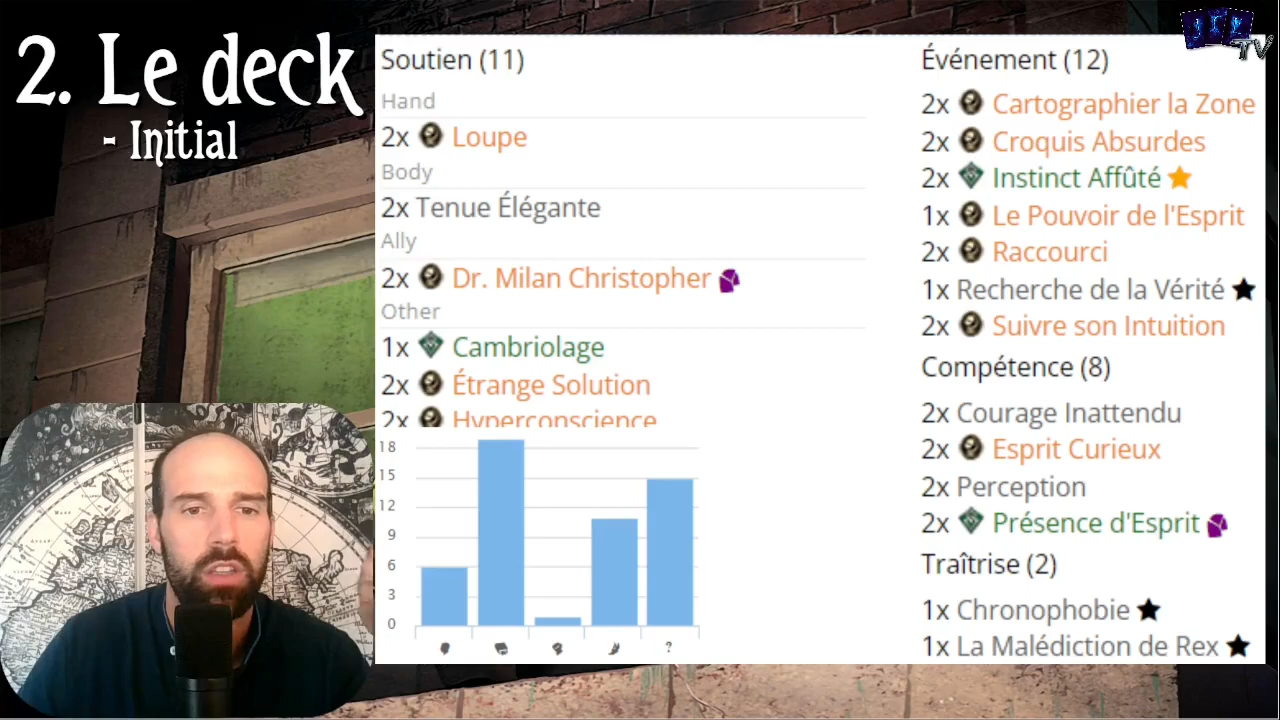 2. Le deck
- Initial
JFK
TV
Soutien (11)
Hand
2x Loupe
Body
2x Tenue Élégante
Ally
2x Dr. Milan Christopher
Other
1x Cambriolage
2x Étrange Solution
2x Hyperconscience
18
15
12
9
6
3
0
?
Événement (12)
2x Cartographier la Zone
2x Croquis Absurdes
2x Instinct Affûté
1x Le Pouvoir de l'Esprit
2x Raccourci
1x Recherche de la Vérité
2x Suivre son Intuition
Compétence (8)
2x Courage Inattendu
2x Esprit Curieux
2x Perception
2x Présence d'Esprit
Traîtrise (2)
1x Chronophobie
1x La Malédiction de Rex